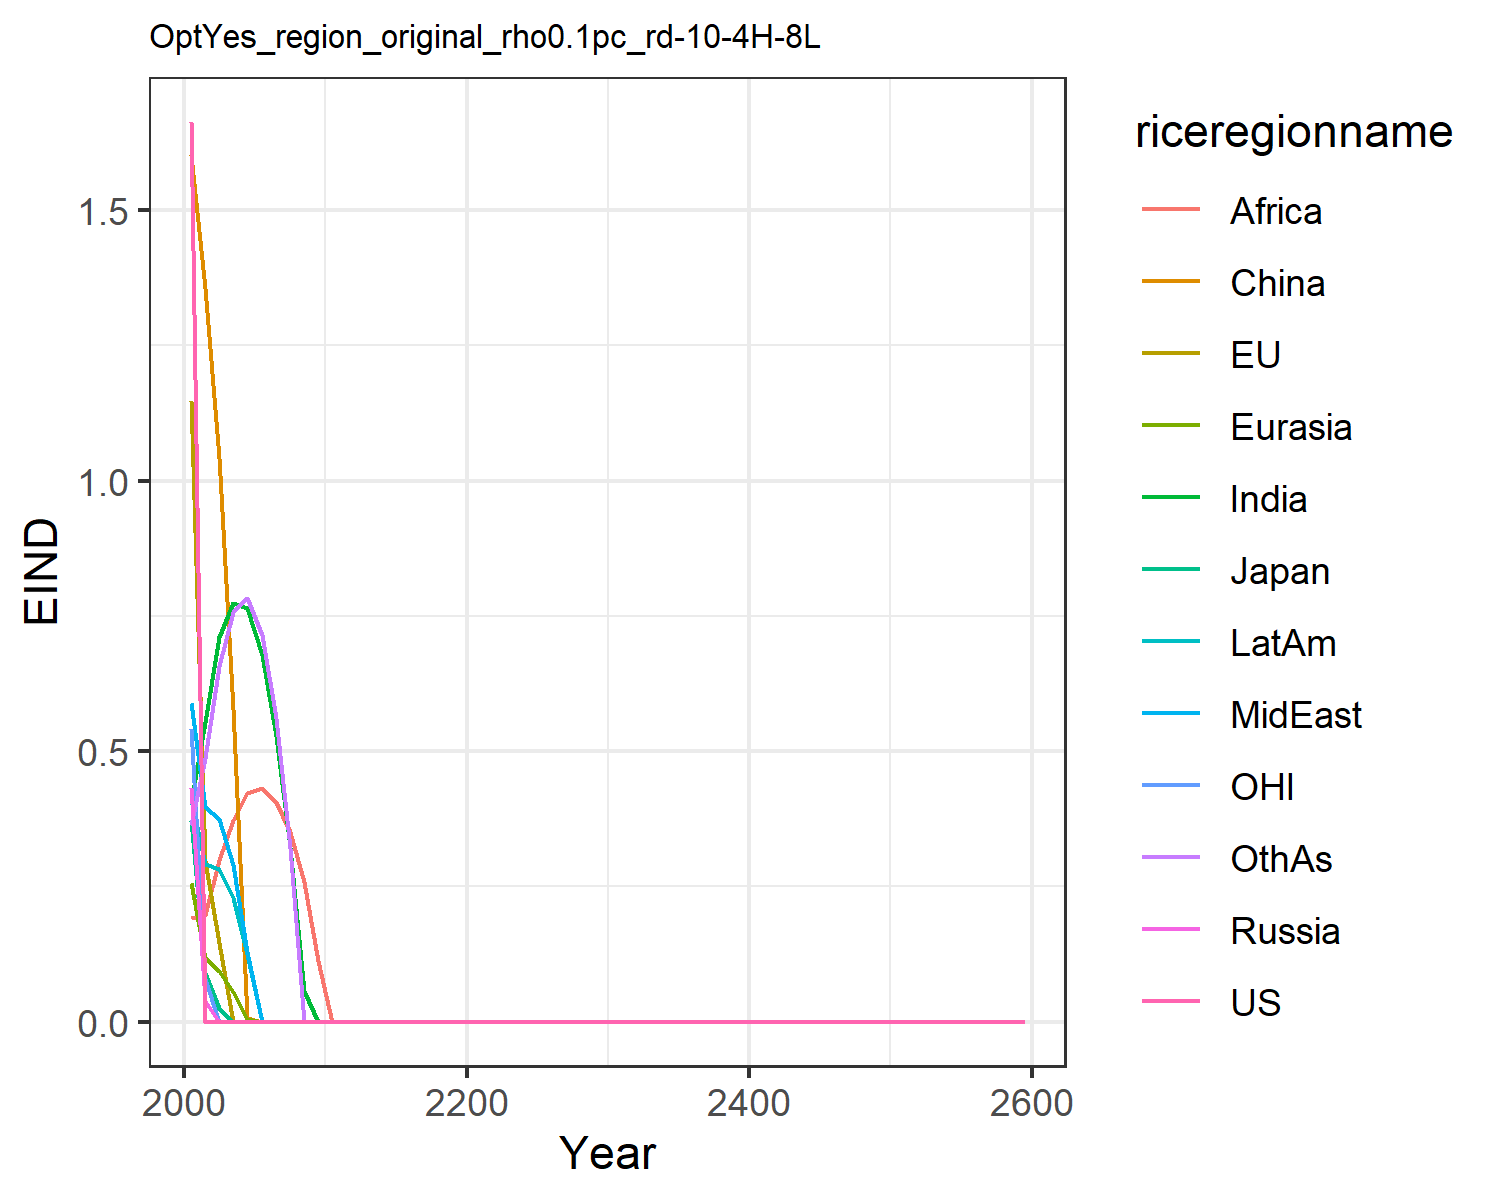 OptYes_region_original_rho0.1pc_rd-10-4H-8L
EIND
1.5
1.0
0.5
0.0
2000
2200
2400
2600
Year
riceregionname
Africa
China
EU
Eurasia
India
Japan
LatAm
MidEast
OHI
OthAs
Russia
US